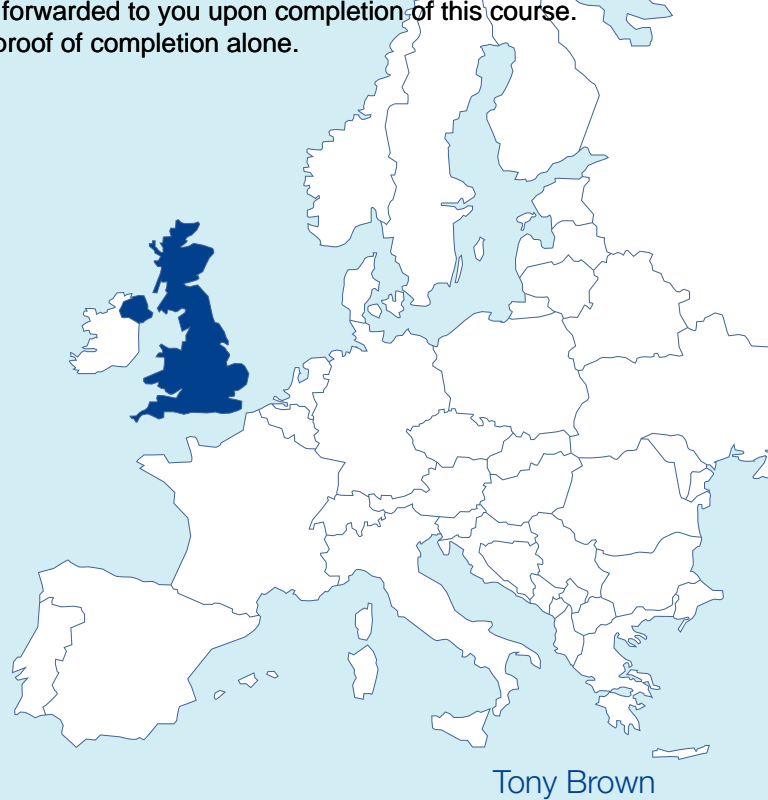 forwarded to you upon completion of this course.
proof of completion alone.
Tony Brown